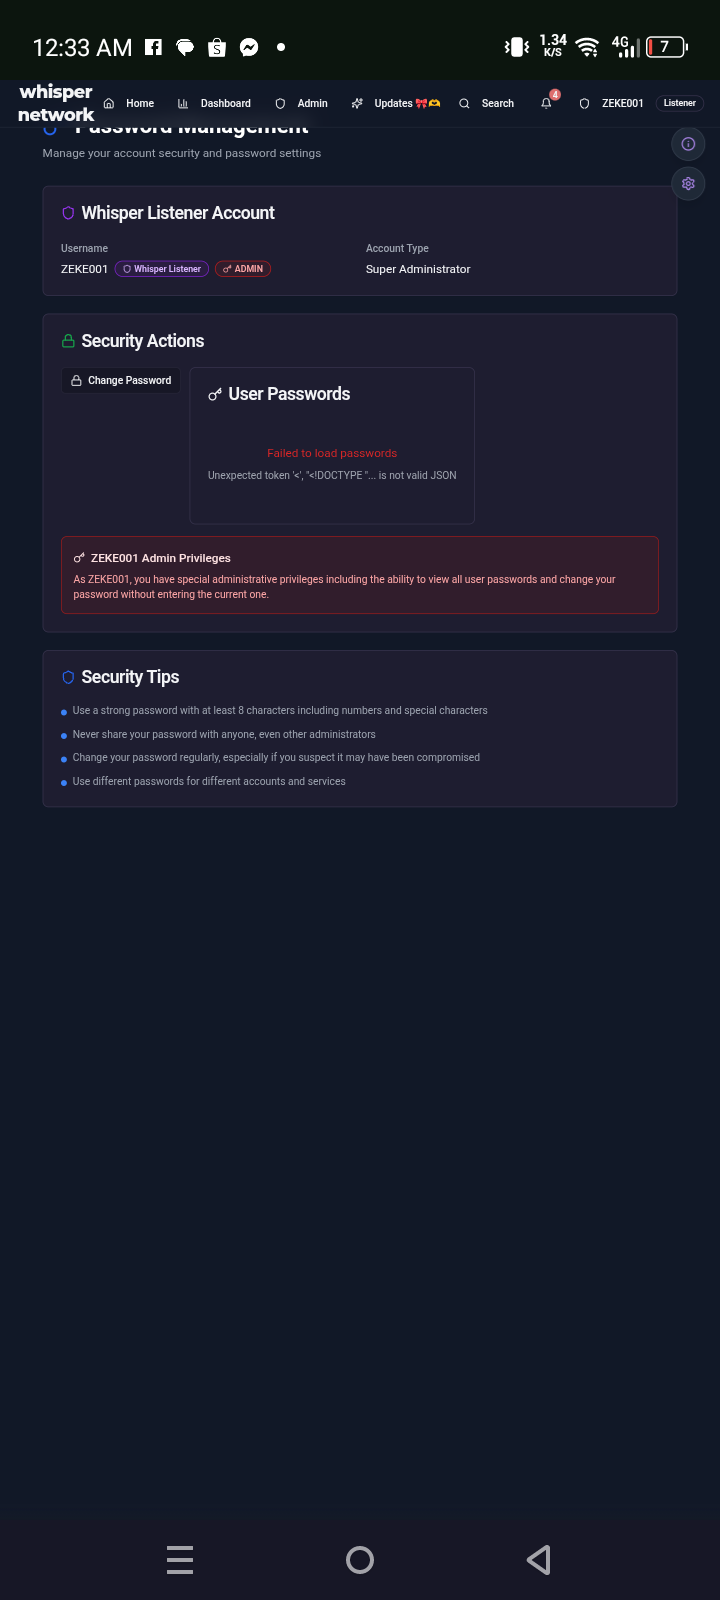 12:33 AM
1.34
K/S
4G
7
whisper
network
Home
Dashboard
Admin
Updates 🎀🫶
Search
4
ZEKE001
Listener
Password Management
Manage your account security and password settings
Whisper Listener Account
Username
Account Type
ZEKE001
Whisper Listener
ADMIN
Super Administrator
Security Actions
Change Password
User Passwords
Failed to load passwords
Unexpected token '<', "<!DOCTYPE "... is not valid JSON
ZEKE001 Admin Privileges
As ZEKE001, you have special administrative privileges including the ability to view all user passwords and change your
password without entering the current one.
Security Tips
Use a strong password with at least 8 characters including numbers and special characters
Never share your password with anyone, even other administrators
Change your password regularly, especially if you suspect it may have been compromised
Use different passwords for different accounts and services